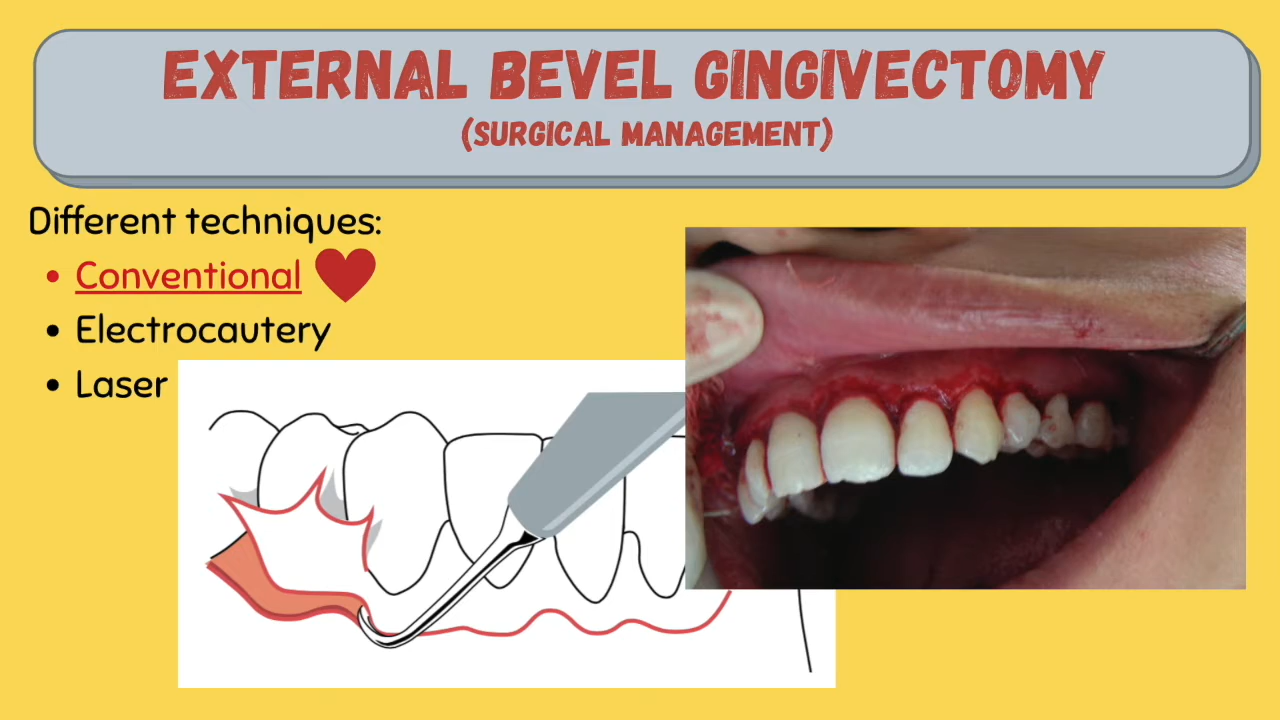 EXTERNAL BEVEL GINGIVECTOMY
(SURGICAL MANAGEMENT)
Different techniques:
• Conventional
• Electrocautery
• Laser